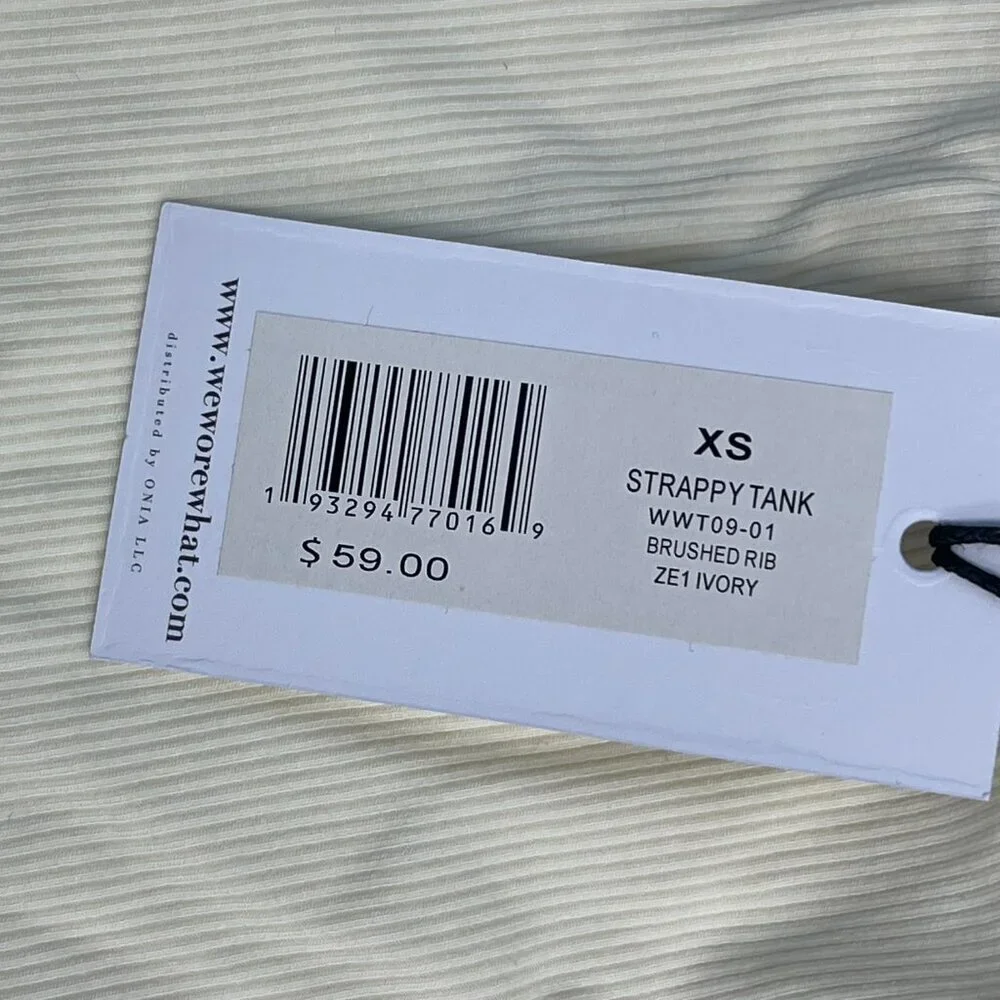 www.weworewhat.com
distributed by ONIA LLC
1 93294 77016 9
$ 59.00
XS
STRAPPY TANK
WWT09-01
BRUSHED RIB
ZE1 IVORY